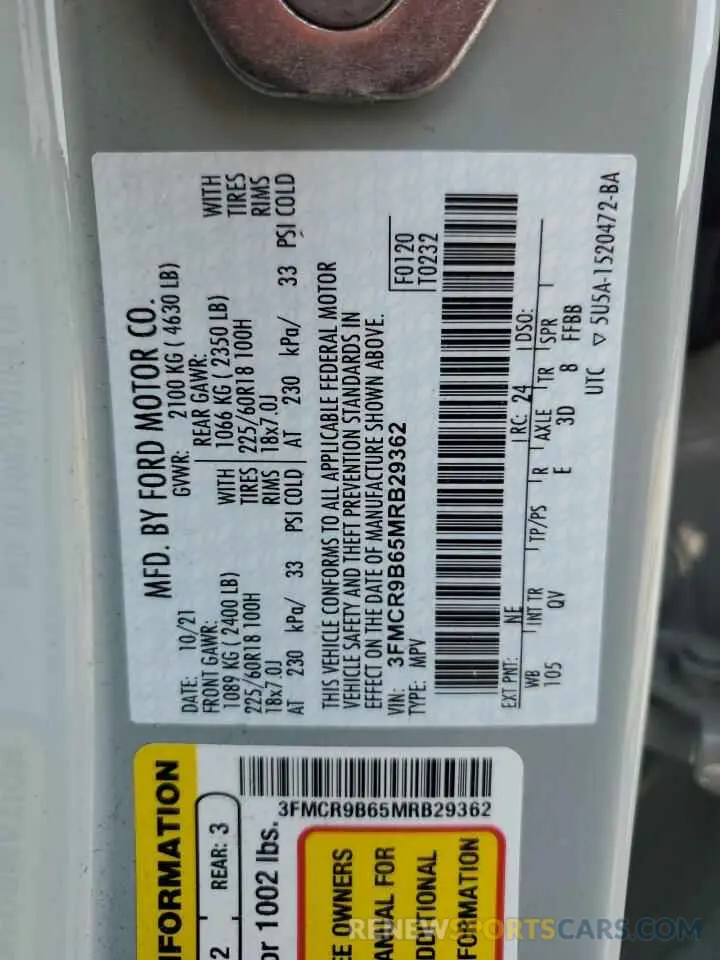 MFD. BY FORD MOTOR CO.
DATE: 10/21 GVWR: 2100 KG ( 4630 LB)
FRONT GAWR: REAR GAWR:
1089 KG ( 2400 LB) WITH 1066 KG ( 2350 LB) WITH
225/60R18 100H TIRES 225/60R18 100H TIRES
18x7.0J RIMS 18x7.0J RIMS
AT 230 kPa/ 33 PSI COLD AT 230 kPa/ 33 PSI COLD
THIS VEHICLE CONFORMS TO ALL APPLICABLE FEDERAL MOTOR
VEHICLE SAFETY AND THEFT PREVENTION STANDARDS IN
EFFECT ON THE DATE OF MANUFACTURE SHOWN ABOVE.
VIN: 3FMCR9B65MRB29362 F0120
TYPE: MPV T0232
EXT PNT: NE RC: 24 DSO:
WB INT TR TP/PS R AXLE TR SPR
105 QV E 3D 8 FFBB
UTC ▽ 5U5A-1520472-BA
NFORMATION
2 REAR: 3
or 1002 lbs.
3FMCR9B65MRB29362
EE OWNERS
ANUAL FOR
DDITIONAL
FORMATION
RENEWSPORTSCARS.COM